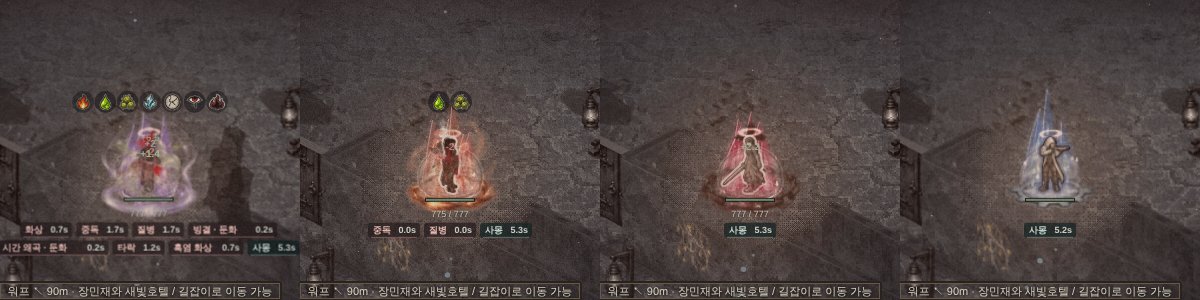 화상 0.7s 중독 1.7s 질병 1.7s 빙결 · 둔화 0.2s
시간 왜곡 · 둔화 0.2s 타락 1.2s 흑염 화상 0.7s 사몽 5.3s
워프 ↖ 90m · 장민재와 새빛호텔 / 길잡이로 이동 가능
775 / 777
중독 0.0s 질병 0.0s 사몽 5.3s
워프 ↖ 90m · 장민재와 새빛호텔 / 길잡이로 이동 가능
777 / 777
사몽 5.3s
워프 ↖ 90m · 장민재와 새빛호텔 / 길잡이로 이동 가능
사몽 5.2s
워프 ↖ 90m · 장민재와 새빛호텔 / 길잡이로 이동 가능